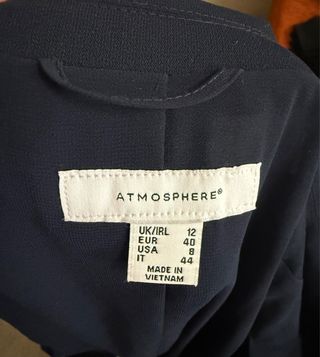 ATMOSPHERE®
UK/IRL 12
EUR 40
USA 8
IT 44
MADE IN
VIETNAM